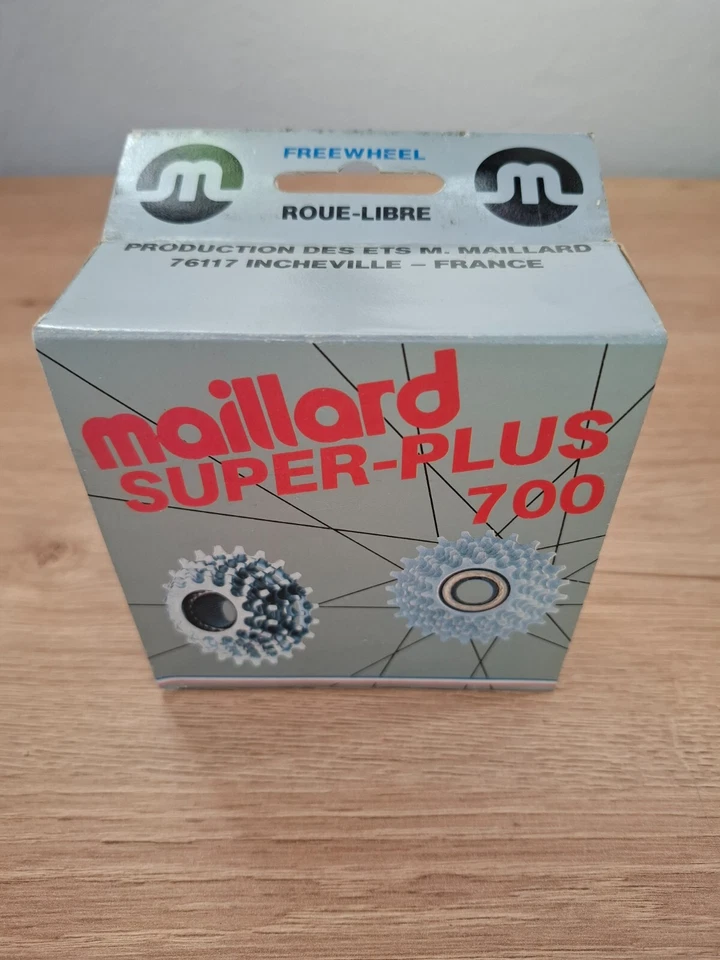 FREEWHEEL
ROUE-LIBRE
PRODUCTION DES ETS M. MAILLARD
76117 INCHEVILLE – FRANCE
maillard
SUPER-PLUS
700